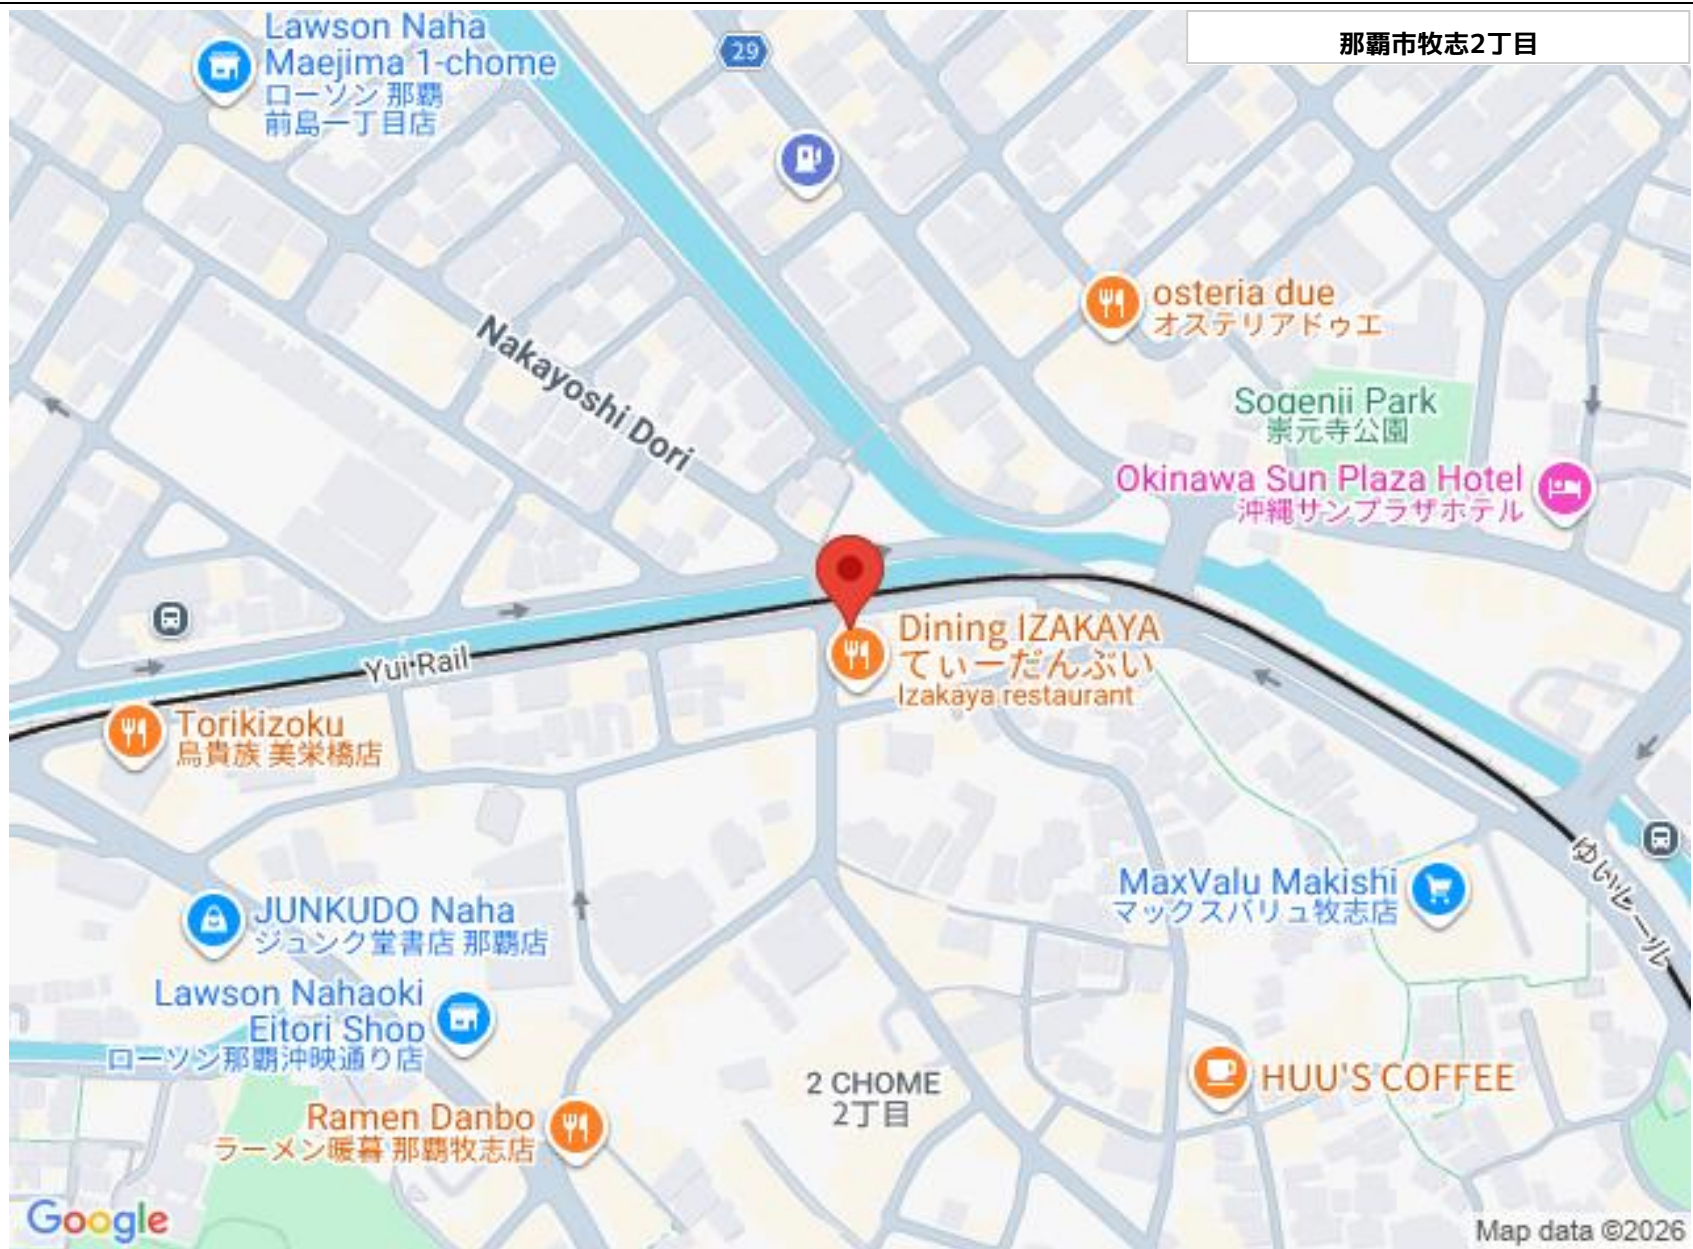 那覇市牧志2丁目
Lawson Naha
Maejima 1-chome
ローソン 那覇
前島一丁目店
29
osteria due
オステリアドゥエ
Nakayoshi Dori
Sogenji Park
崇元寺公園
Okinawa Sun Plaza Hotel
沖縄サンプラザホテル
Dining IZAKAYA
てぃーだんぶい
Izakaya restaurant
Yui Rail
Torikizoku
鳥貴族 美栄橋店
ゆいレール
MaxValu Makishi
マックスバリュ牧志店
JUNKUDO Naha
ジュンク堂書店 那覇店
Lawson Nahaoki
Eitori Shop
ローソン那覇沖映通り店
2 CHOME
2丁目
HUU'S COFFEE
Ramen Danbo
ラーメン暖暮 那覇牧志店
Google
Map data ©2026